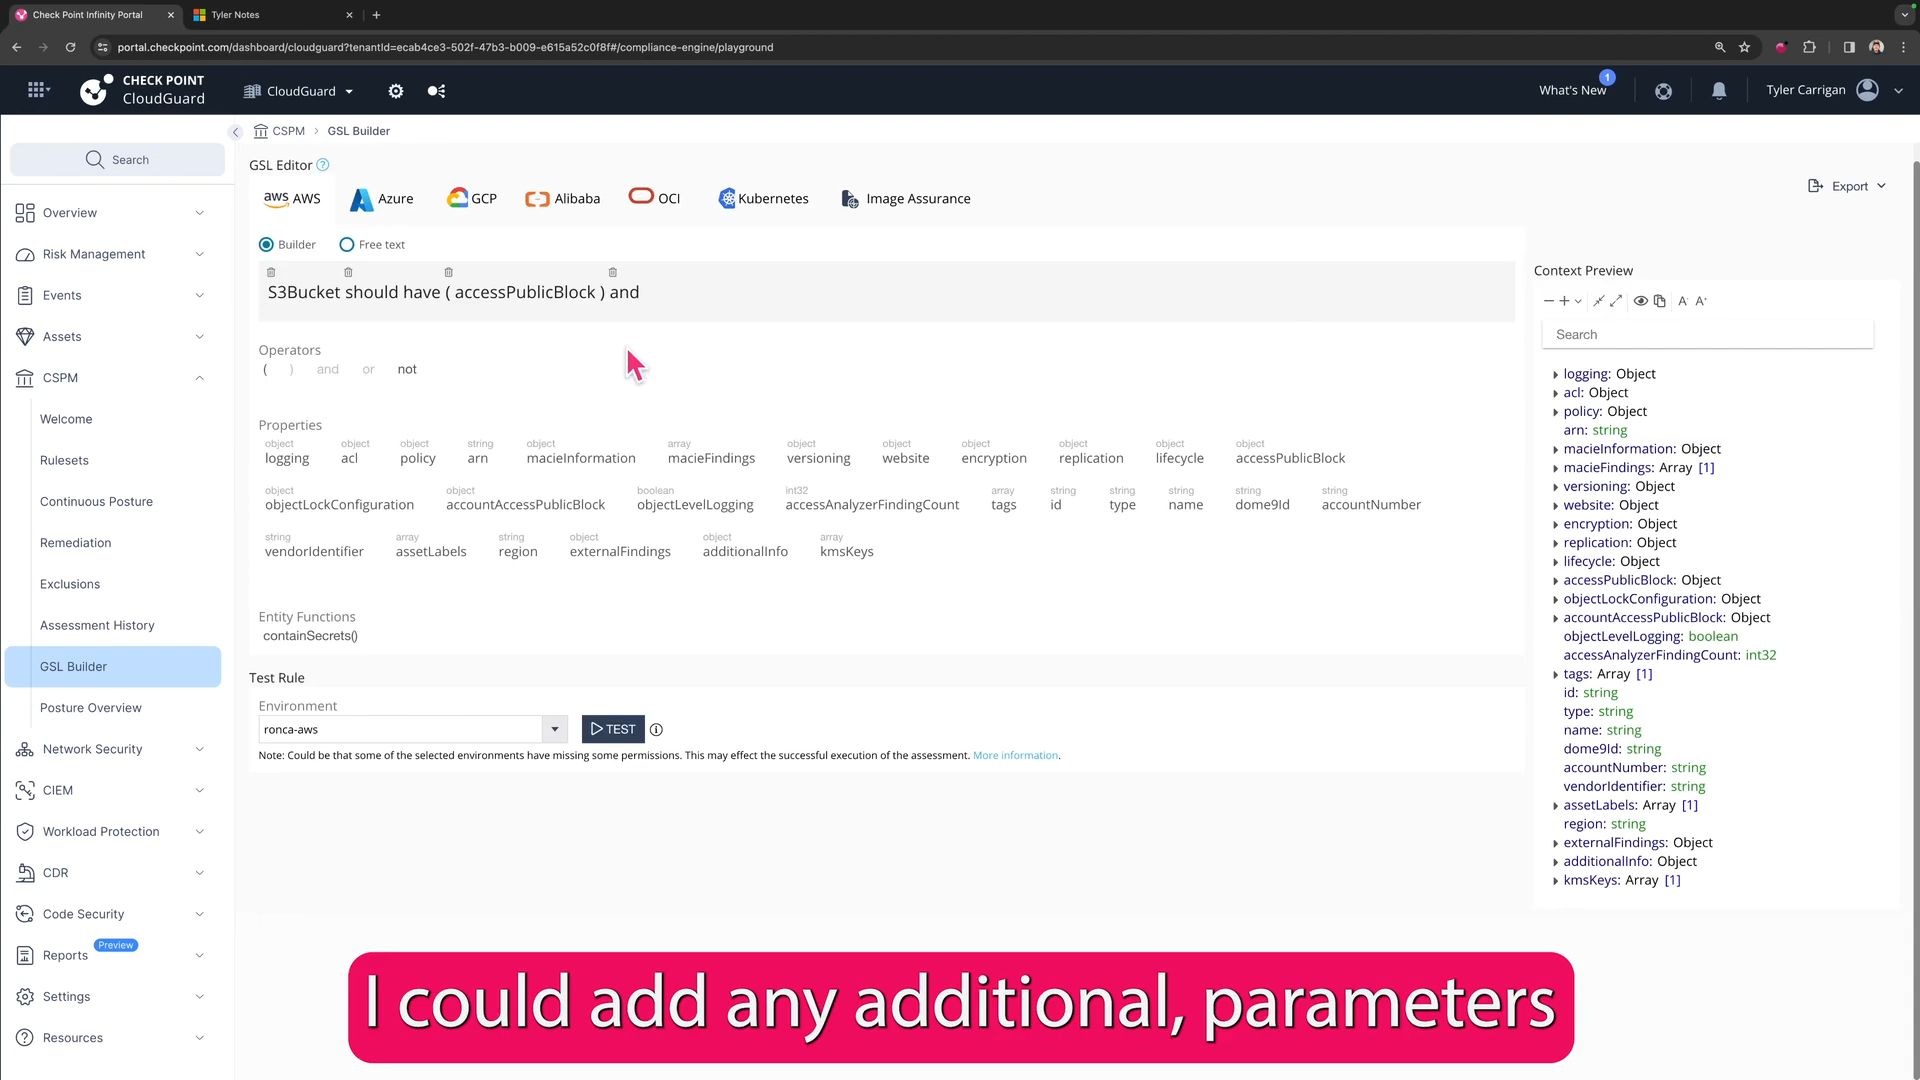 Check Point Infinity Portal
Tyler Notes
portal.checkpoint.com/dashboard/cloudguard?tenantId=ecab4ce3-502f-47b3-b009-e615a52c0f8f#/compliance-engine/playground
CHECK POINT
CloudGuard
CloudGuard
What's New
1
Tyler Carrigan
CSPM > GSL Builder
Search
Overview
Risk Management
Events
Assets
CSPM
Welcome
Rulesets
Continuous Posture
Remediation
Exclusions
Assessment History
GSL Builder
Posture Overview
Network Security
CIEM
Workload Protection
CDR
Code Security
Reports
Preview
Settings
Resources
GSL Editor ?
aws AWS Azure GCP Alibaba OCI Kubernetes Image Assurance
Export
Builder Free text
S3Bucket should have ( accessPublicBlock ) and
Operators
( ) and or not
Properties
object object object string object array object object object object object object
logging acl policy arn macieInformation macieFindings versioning website encryption replication lifecycle accessPublicBlock
object object boolean int32 array string string string string string
objectLockConfiguration accountAccessPublicBlock objectLevelLogging accessAnalyzerFindingCount tags id type name dome9Id accountNumber
string array string object object array
vendorIdentifier assetLabels region externalFindings additionalInfo kmsKeys
Entity Functions
containSecrets()
Test Rule
Environment
ronca-aws
TEST
Note: Could be that some of the selected environments have missing some permissions. This may effect the successful execution of the assessment. More information.
Context Preview
A- A+
Search
logging: Object
acl: Object
policy: Object
arn: string
macieInformation: Object
macieFindings: Array [1]
versioning: Object
website: Object
encryption: Object
replication: Object
lifecycle: Object
accessPublicBlock: Object
objectLockConfiguration: Object
accountAccessPublicBlock: Object
objectLevelLogging: boolean
accessAnalyzerFindingCount: int32
tags: Array [1]
id: string
type: string
name: string
dome9Id: string
accountNumber: string
vendorIdentifier: string
assetLabels: Array [1]
region: string
externalFindings: Object
additionalInfo: Object
kmsKeys: Array [1]
I could add any additional, parameters